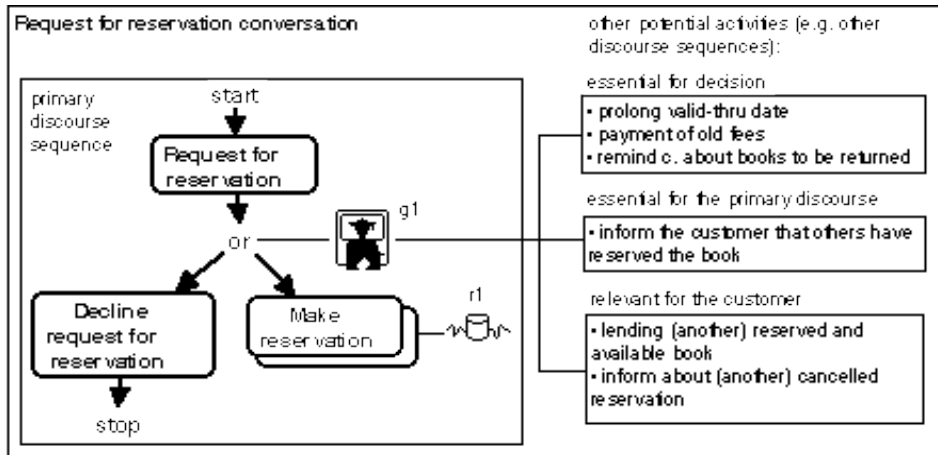 Request for reservation conversation
primary
discourse
sequence
start
Request for
reservation
or
g1
Decline
request for
reservation
Make
reservation
r1
stop
other potential activities (e.g. other
discourse sequences):
essential for decision
• prolong valid-thru date
• payment of old fees
• remind c. about books to be returned
essential for the primary discourse
• inform the customer that others have
reserved the book
relevant for the customer
• lending (another) reserved and
available book
• inform about (another) cancelled
reservation